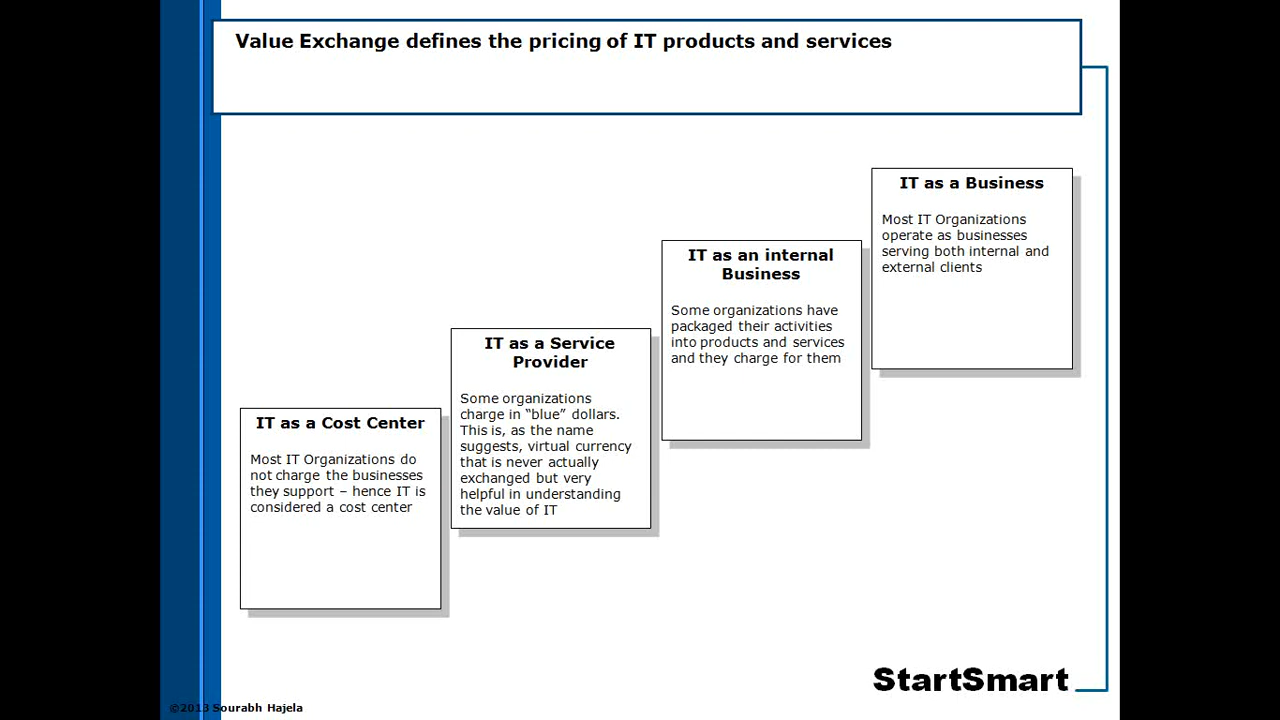 Value Exchange defines the pricing of IT products and services
IT as a Cost Center
Most IT Organizations do
not charge the businesses
they support – hence IT is
considered a cost center
IT as a Service
Provider
Some organizations
charge in “blue” dollars.
This is, as the name
suggests, virtual currency
that is never actually
exchanged but very
helpful in understanding
the value of IT
IT as an internal
Business
Some organizations have
packaged their activities
into products and services
and they charge for them
IT as a Business
Most IT Organizations
operate as businesses
serving both internal and
external clients
StartSmart
©2013 Sourabh Hajela